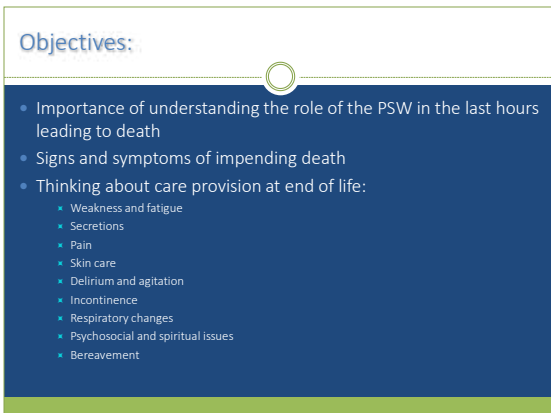 Objectives:
Importance of understanding the role of the PSW in the last hours
leading to death
Signs and symptoms of impending death
Thinking about care provision at end of life:
Weakness and fatigue
Secretions
Pain
Skin care
Delirium and agitation
Incontinence
Respiratory changes
Psychosocial and spiritual issues
Bereavement